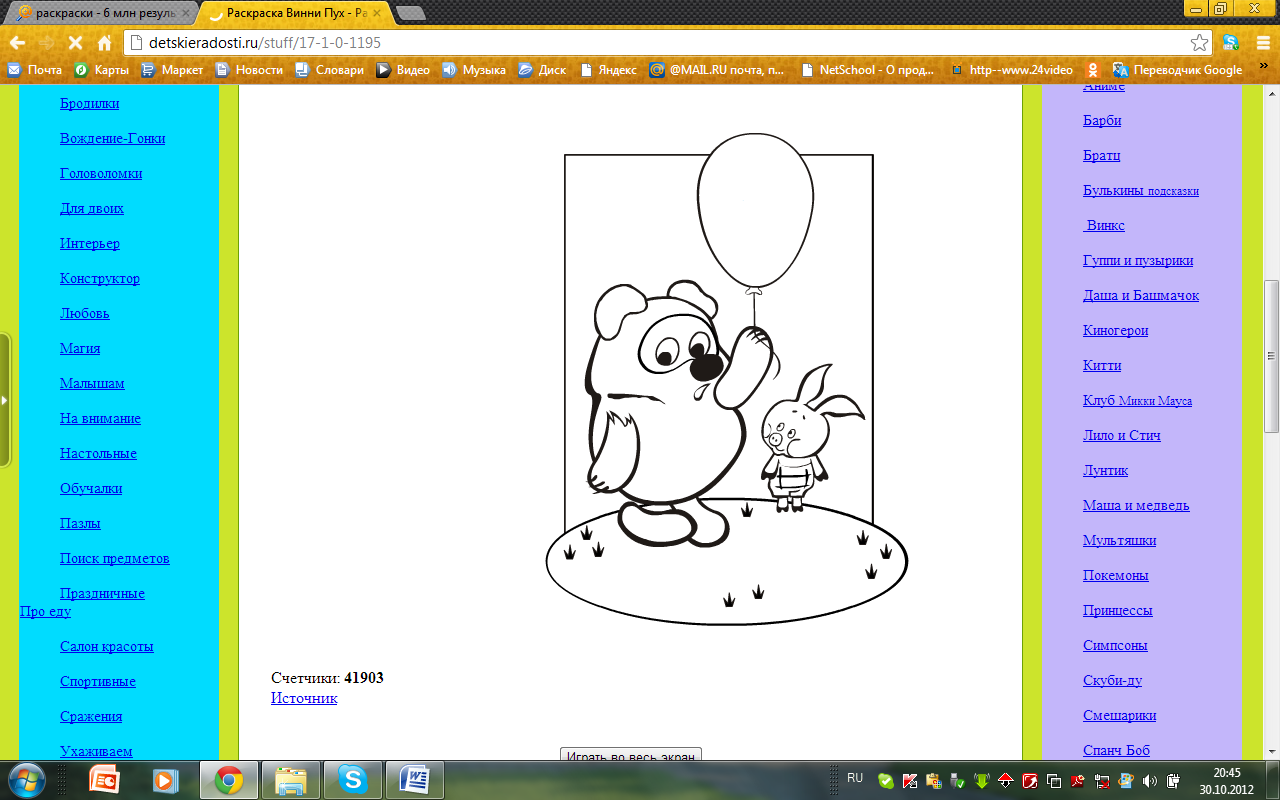 раскраски - 6 млн резуль
Раскраска Винни Пух - Ра
detskieradosti.ru/stuff/17-1-0-1195
Почта
Карты
Маркет
Новости
Словари
Видео
Музыка
Диск
Яндекс
@MAIL.RU почта, п...
NetSchool - О прод...
http--www.24video
Переводчик Google
»
Бродилки
Вождение-Гонки
Головоломки
Для двоих
Интерьер
Конструктор
Любовь
Магия
Малышам
На внимание
Настольные
Обучалки
Пазлы
Поиск предметов
Праздничные
Про еду
Салон красоты
Спортивные
Сражения
Ухаживаем
Счетчики: 41903
Источник
Играть во весь экран
Аниме
Барби
Братц
Булькины подсказки
Винкс
Гуппи и пузырики
Даша и Башмачок
Киногерои
Китти
Клуб Микки Мауса
Лило и Стич
Лунтик
Маша и медведь
Мультяшки
Покемоны
Принцессы
Симпсоны
Скуби-ду
Смешарики
Спанч Боб
RU
20:45
30.10.2012